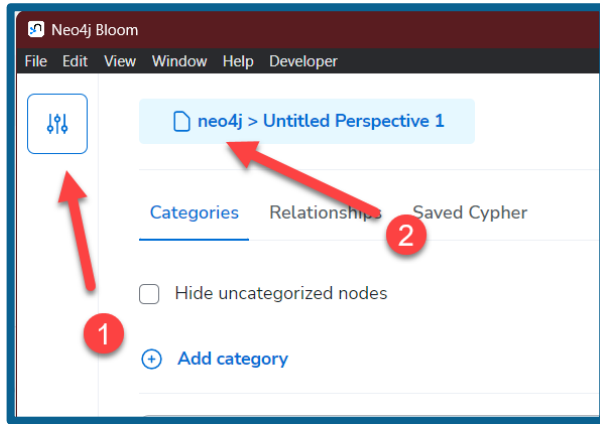 Neo4j Bloom
File Edit View Window Help Developer
neo4j > Untitled Perspective 1
Categories Relationships Saved Cypher
2
Hide uncategorized nodes
1
Add category